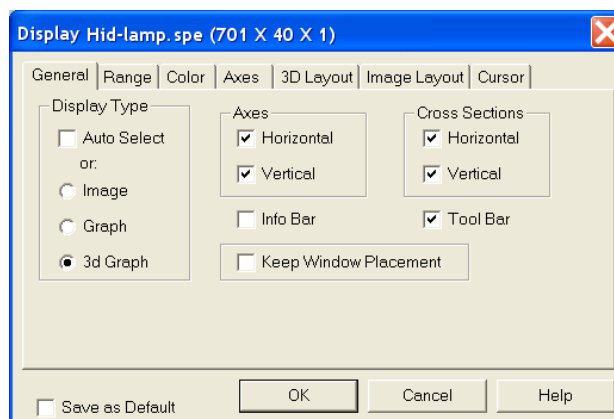 Display Hid-lamp.spe (701 X 40 X 1)
General Range Color Axes 3D Layout Image Layout Cursor
Display Type Axes Cross Sections
Auto Select Horizontal Horizontal
or:
Image Vertical Vertical
Graph Info Bar Tool Bar
3d Graph Keep Window Placement
Save as Default OK Cancel Help